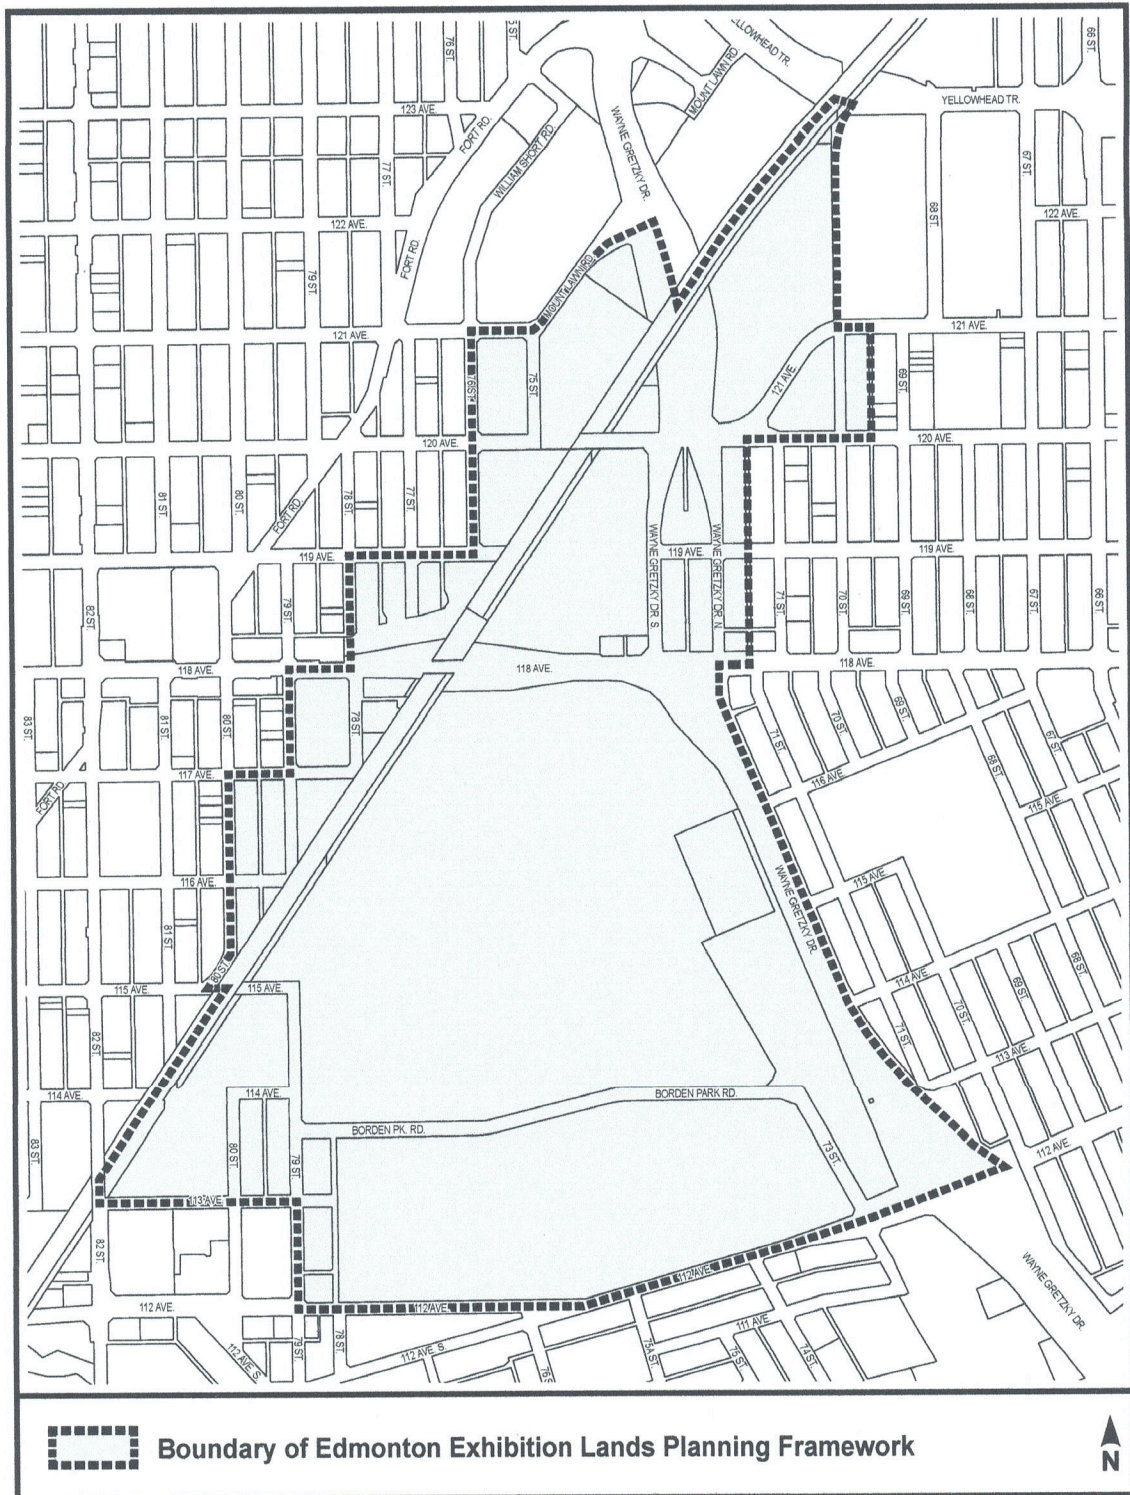 76 ST.
YELLOWHEAD TR.
MOUNT LAWN RD.
66 ST.
123 AVE.
FORT RD.
WILLIAM SHORT RD.
WAYNE GRETZKY DR.
YELLOWHEAD TR.
77 ST.
67 ST.
122 AVE.
68 ST.
122 AVE.
79 ST.
FORT RD.
MOUNT LAWN RD.
121 AVE.
121 AVE.
76 ST.
75 ST.
121 AVE.
69 ST.
120 AVE.
120 AVE.
81 ST.
80 ST.
78 ST.
77 ST.
FORT RD.
119 AVE.
WAYNE GRETZKY DR. S
119 AVE.
WAYNE GRETZKY DR. N
119 AVE.
82 ST.
79 ST.
71 ST.
70 ST.
69 ST.
68 ST.
67 ST.
66 ST.
118 AVE.
118 AVE.
118 AVE.
83 ST.
81 ST.
80 ST.
78 ST.
71 ST.
70 ST.
69 ST.
68 ST.
67 ST.
117 AVE.
FORT RD.
116 AVE.
115 AVE.
116 AVE.
115 AVE.
WAYNE GRETZKY DR.
81 ST.
80 ST.
115 AVE.
115 AVE.
114 AVE.
71 ST.
70 ST.
69 ST.
68 ST.
82 ST.
113 AVE.
114 AVE.
114 AVE.
BORDEN PARK RD.
BORDEN PK. RD.
83 ST.
80 ST.
79 ST.
73 ST.
112 AVE.
113 AVE.
82 ST.
112 AVE.
WAYNE GRETZKY DR.
112 AVE.
112 AVE.
112 AVE. S.
79 ST.
78 ST.
112 AVE. S.
111 AVE.
75A ST.
75 ST.
74 ST.
Boundary of Edmonton Exhibition Lands Planning Framework
N